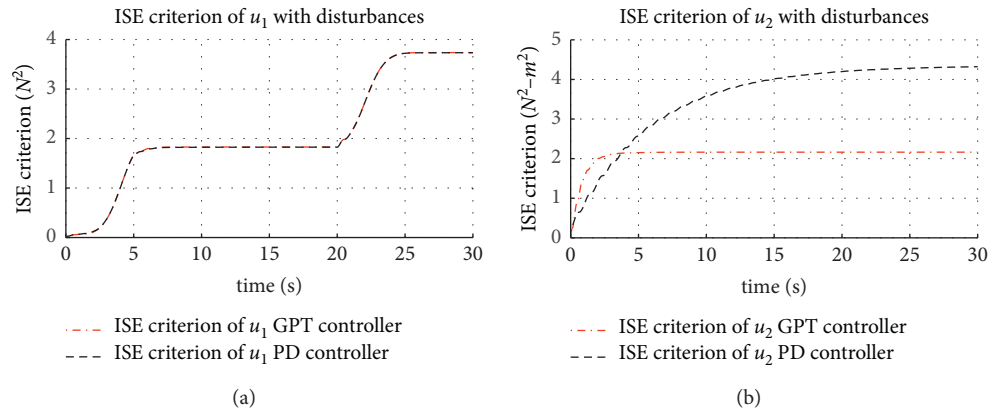 ISE criterion of u₁ with disturbances
4
3
2
1
0
ISE criterion (N²)
0 5 10 15 20 25 30
time (s)
ISE criterion of u₁ GPT controller
ISE criterion of u₁ PD controller
(a)
ISE criterion of u₂ with disturbances
5
4
3
2
1
0
ISE criterion (N²–m²)
0 5 10 15 20 25 30
time (s)
ISE criterion of u₂ GPT controller
ISE criterion of u₂ PD controller
(b)